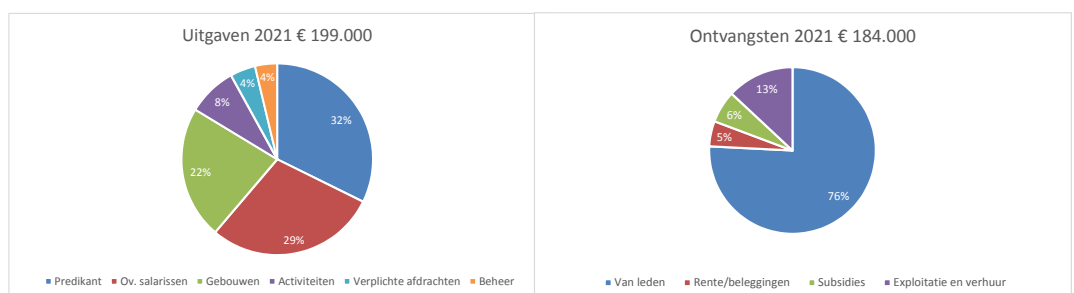 Uitgaven 2021 € 199.000
32%
29%
22%
8%
4%
4%
Predikant Ov. salarissen Gebouwen Activiteiten Verplichte afdrachten Beheer
Ontvangsten 2021 € 184.000
76%
5%
6%
13%
Van leden Rente/beleggingen Subsidies Exploitatie en verhuur